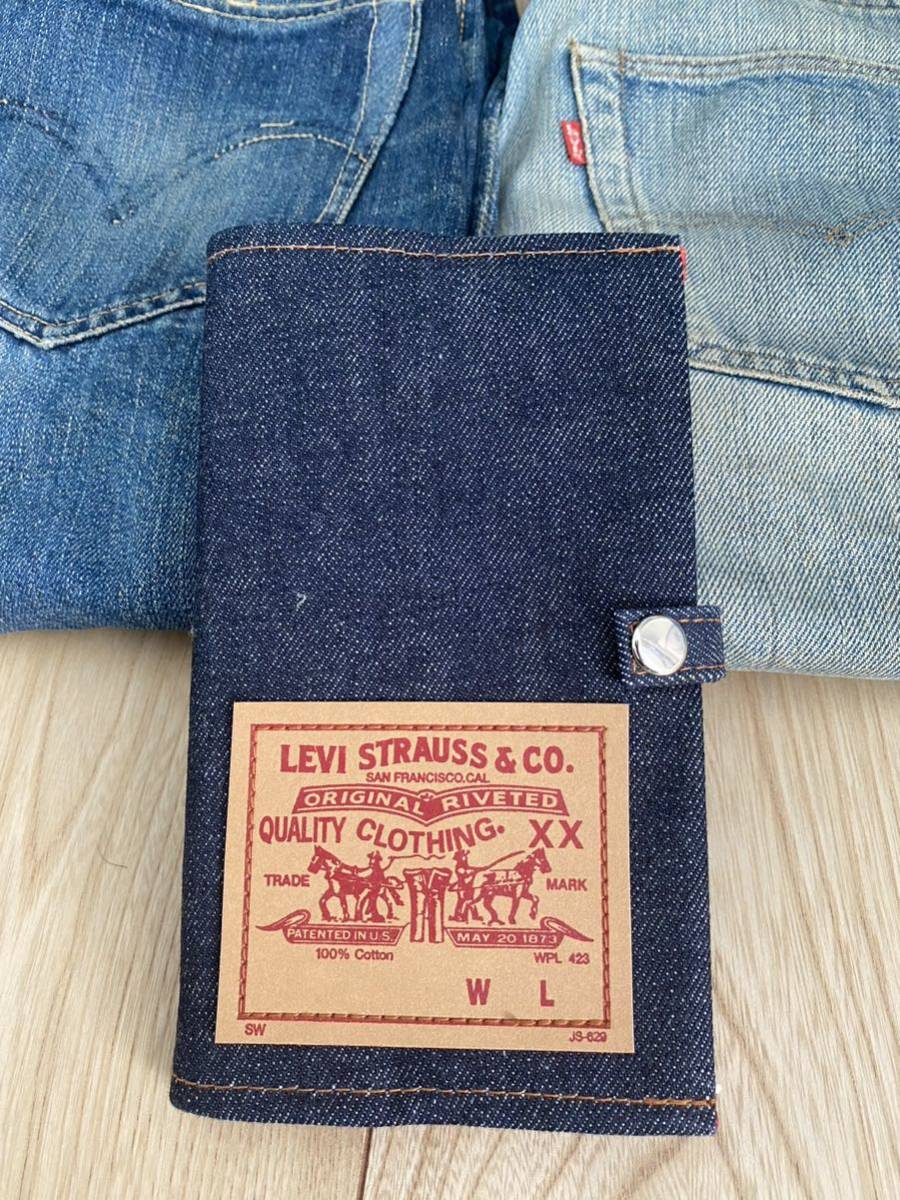 LEVI STRAUSS & CO.
SAN FRANCISCO.CAL
ORIGINAL RIVETED
QUALITY CLOTHING. XX
TRADE MARK
PATENTED IN U.S. MAY 20 1873
100% Cotton WPL 423
W L
SW JS-629